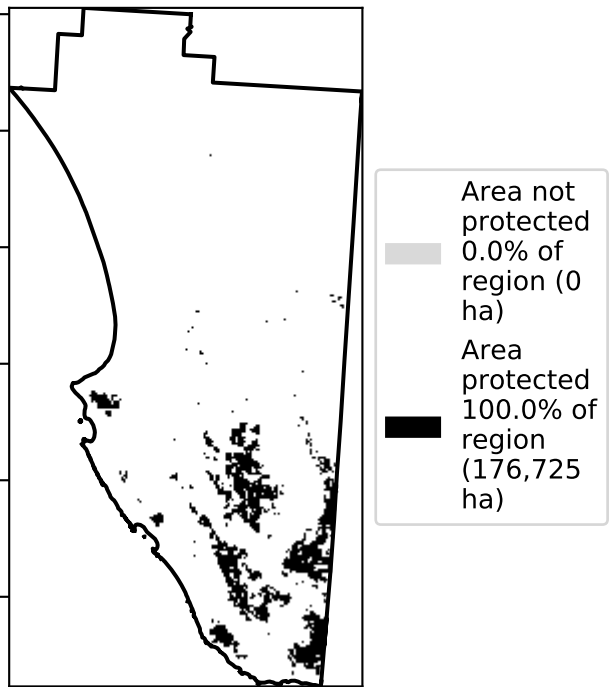 Area not
protected
0.0% of
region (0
ha)
Area
protected
100.0% of
region
(176,725
ha)